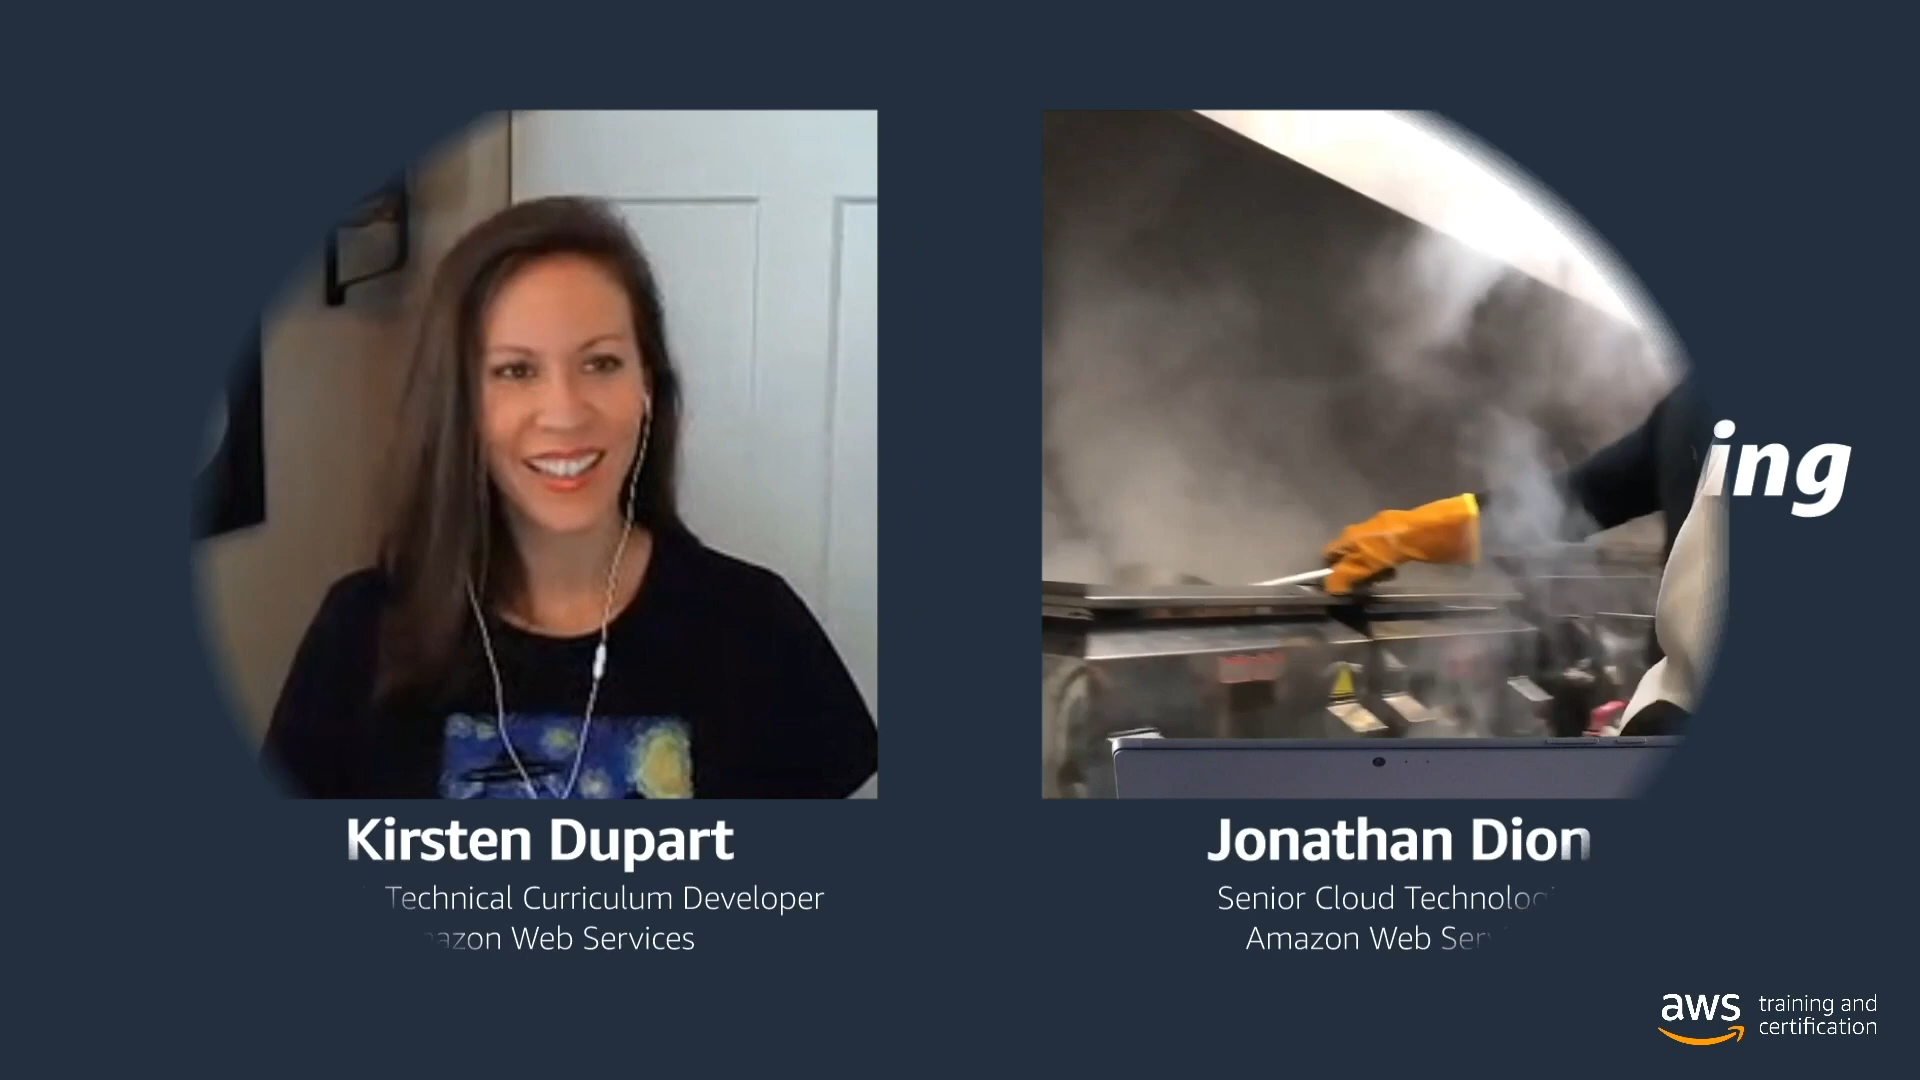 ing
Kirsten Dupart
Technical Curriculum Developer
Web Services
Jonathan Dion
Senior Cloud
Amazon Web
aws training and
certification